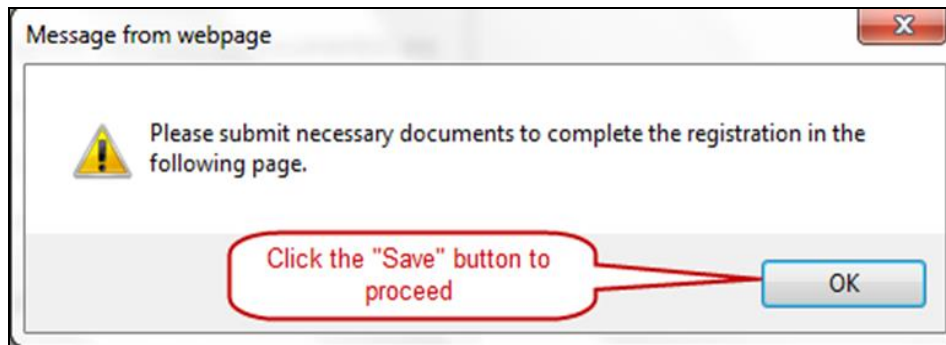 Message from webpage
Please submit necessary documents to complete the registration in the
following page.
Click the "Save" button to
proceed
OK